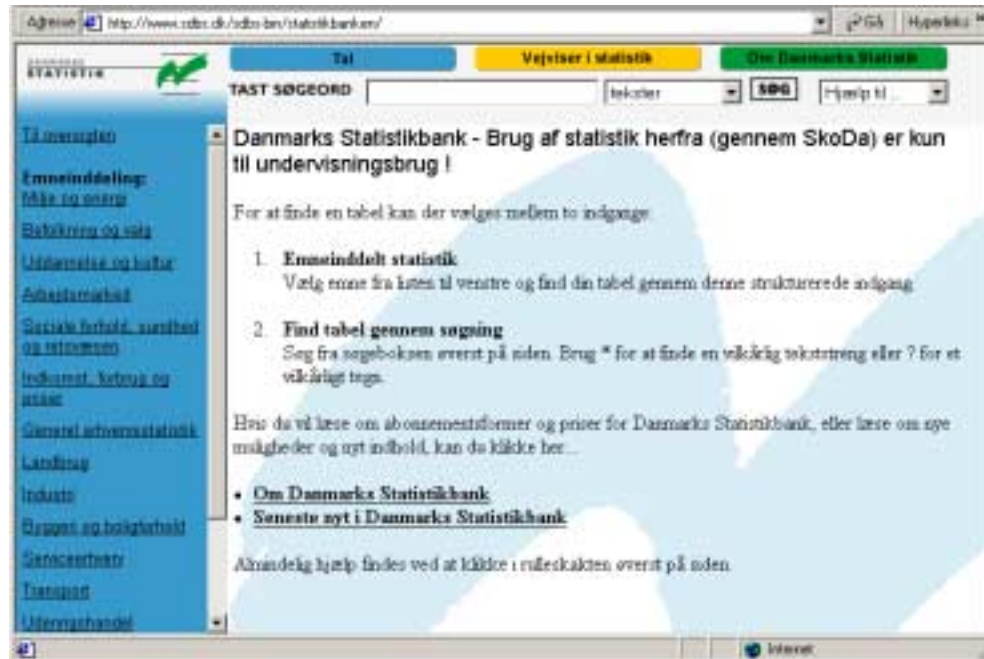 Adresse http://www.sdbs.dk/sdbs-bm/statistikbanken/
Gå Hyperlinks »
DANMARKS
STATISTIK
Tal Vejviser i statistik Om Danmarks Statistik
TAST SØGEORD tekster SØG Hjælp til ...
Til oversigten
Emneinddeling:
Miljø og energi
Befolkning og valg
Uddannelse og kultur
Arbejdsmarked
Sociale forhold, sundhed
og retsvæsen
Indkomst, forbrug og
priser
Generel erhvervsstatistik
Landbrug
Industri
Byggeri og boligforhold
Serviceerhverv
Transport
Udenrigshandel
Danmarks Statistikbank - Brug af statistik herfra (gennem SkoDa) er kun
til undervisningsbrug !
For at finde en tabel kan der vælges mellem to indgange:
1. Emneinddelt statistik
Vælg emne fra listen til venstre og find din tabel gennem denne strukturerede indgang
2. Find tabel gennem søgning
Søg fra søgeboksen øverst på siden. Brug * for at finde en vilkårlig tekststreng eller ? for et
vilkårligt tegn.
Hvis du vil læse om abonnementsformer og priser for Danmarks Statistikbank, eller læse om nye
muligheder og nyt indhold, kan du klikke her...
• Om Danmarks Statistikbank
• Seneste nyt i Danmarks Statistikbank
Almindelig hjælp findes ved at klikke i rulleskakten øverst på siden.
Internet